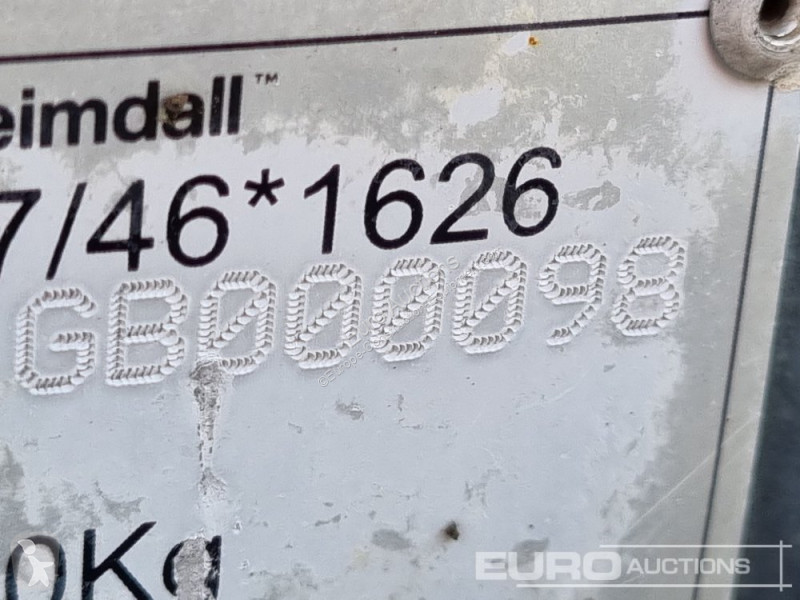 eimdall™
7/46*1626
GB000098
0Kg
EURO AUCTIONS